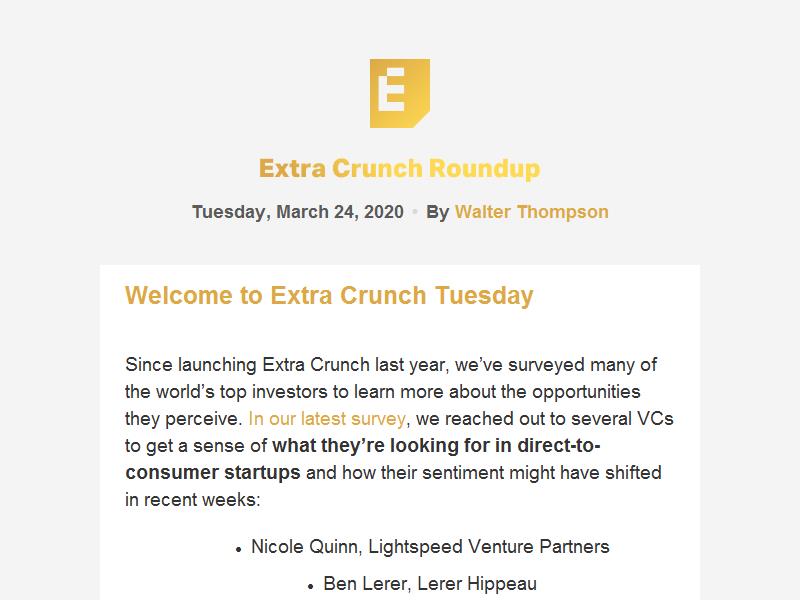 E
Extra Crunch Roundup
Tuesday, March 24, 2020 • By Walter Thompson
Welcome to Extra Crunch Tuesday
Since launching Extra Crunch last year, we’ve surveyed many of
the world’s top investors to learn more about the opportunities
they perceive. In our latest survey, we reached out to several VCs
to get a sense of what they’re looking for in direct-to-
consumer startups and how their sentiment might have shifted
in recent weeks:
• Nicole Quinn, Lightspeed Venture Partners
• Ben Lerer, Lerer Hippeau